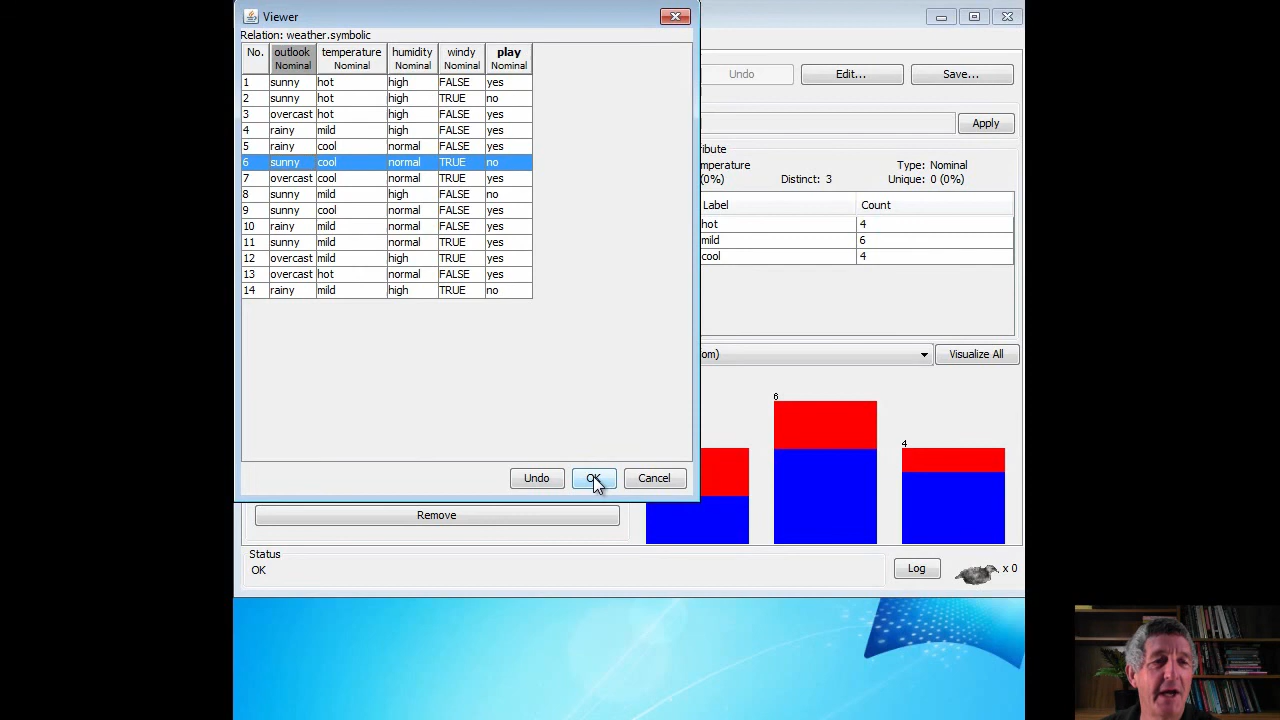 Viewer
Relation: weather.symbolic
No. outlook temperature humidity windy play
Nominal Nominal Nominal Nominal Nominal
1 sunny hot high FALSE yes
2 sunny hot high TRUE no
3 overcast hot high FALSE yes
4 rainy mild high FALSE yes
5 rainy cool normal FALSE yes
6 sunny cool normal TRUE no
7 overcast cool normal TRUE yes
8 sunny mild high FALSE no
9 sunny cool normal FALSE yes
10 rainy mild normal FALSE yes
11 sunny mild normal TRUE yes
12 overcast mild high TRUE yes
13 overcast hot normal FALSE yes
14 rainy mild high TRUE no
Undo OK Cancel
Undo Edit... Save...
Apply
ribute
mperature Type: Nominal
(0%) Distinct: 3 Unique: 0 (0%)
Label Count
hot 4
mild 6
cool 4
om) Visualize All
6
4
Remove
Status
OK
Log x 0